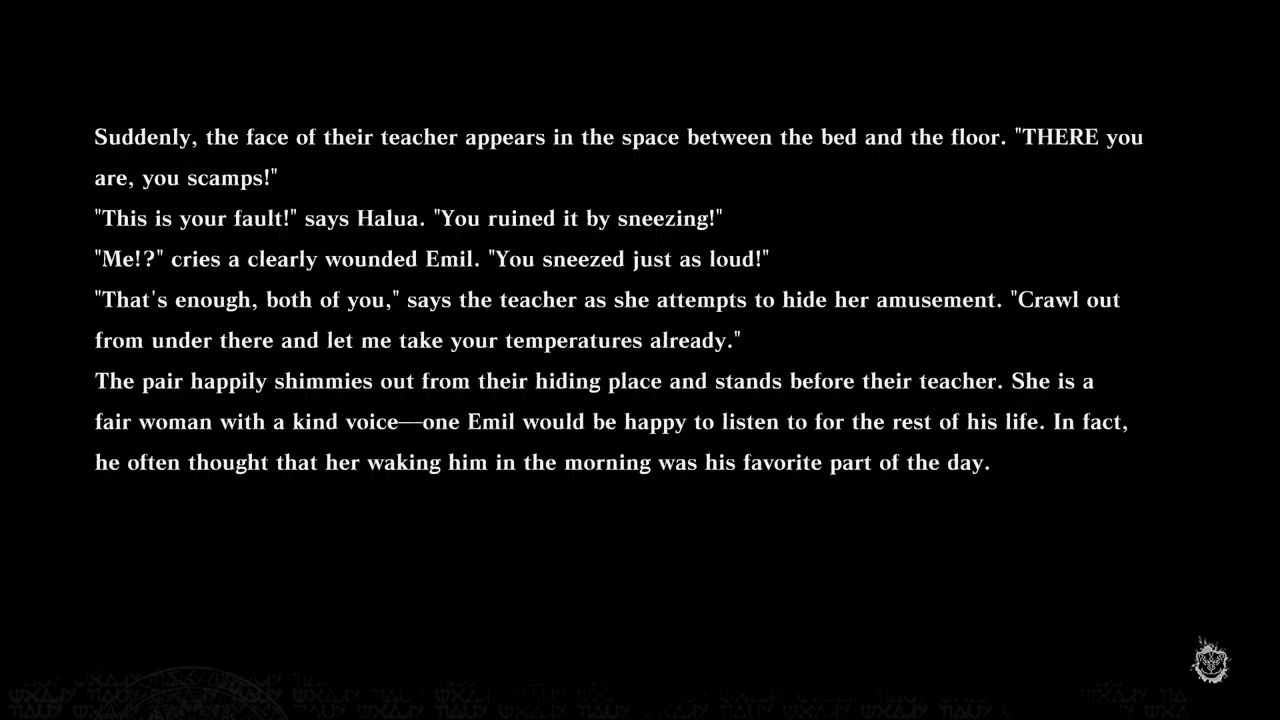 Suddenly, the face of their teacher appears in the space between the bed and the floor. "THERE you
are, you scamps!"
"This is your fault!" says Halua. "You ruined it by sneezing!"
"Me!?" cries a clearly wounded Emil. "You sneezed just as loud!"
"That's enough, both of you," says the teacher as she attempts to hide her amusement. "Crawl out
from under there and let me take your temperatures already."
The pair happily shimmies out from their hiding place and stands before their teacher. She is a
fair woman with a kind voice—one Emil would be happy to listen to for the rest of his life. In fact,
he often thought that her waking him in the morning was his favorite part of the day.